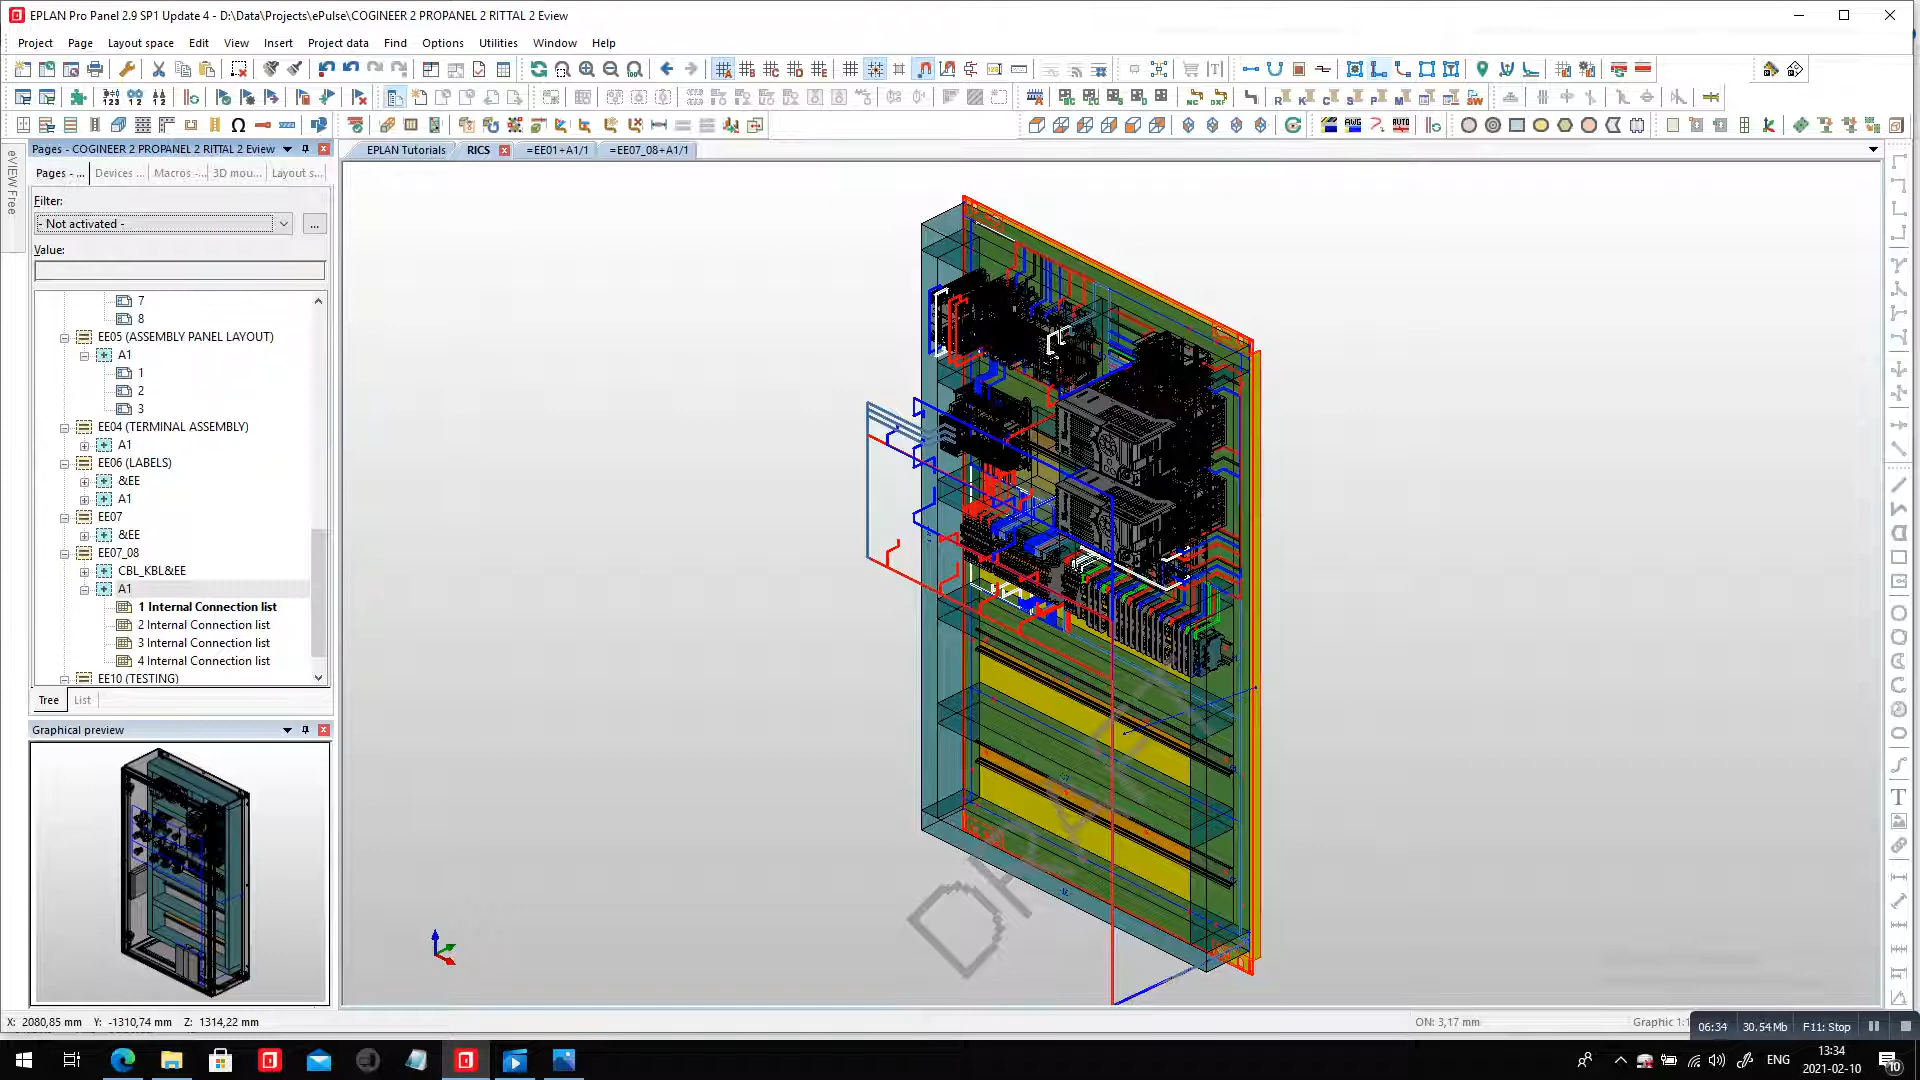 EPLAN Pro Panel 2.9 SP1 Update 4 - D:\Data\Projects\ePulse\COGINEER 2 PROPANEL 2 RITTAL 2 Eview
Project Page Layout space Edit View Insert Project data Find Options Utilities Window Help
eVIEW Free
Pages - COGINEER 2 PROPANEL 2 RITTAL 2 Eview
EPLAN Tutorials RICS =EE01+A1/1 =EE07_08+A1/1
Pages - ... Devices ... Macros -... 3D mou... Layout s...
Filter:
- Not activated -
...
Value:
7
8
EE05 (ASSEMBLY PANEL LAYOUT)
A1
1
2
3
EE04 (TERMINAL ASSEMBLY)
A1
EE06 (LABELS)
&EE
A1
EE07
&EE
EE07_08
CBL_KBL&EE
A1
1 Internal Connection list
2 Internal Connection list
3 Internal Connection list
4 Internal Connection list
EE10 (TESTING)
Tree List
Graphical preview
X: 2080,85 mm Y: -1310,74 mm Z: 1314,22 mm
ON: 3,17 mm
Graphic 1:1
06:34 30.54Mb F11: Stop
ENG
13:34
2021-02-10
10